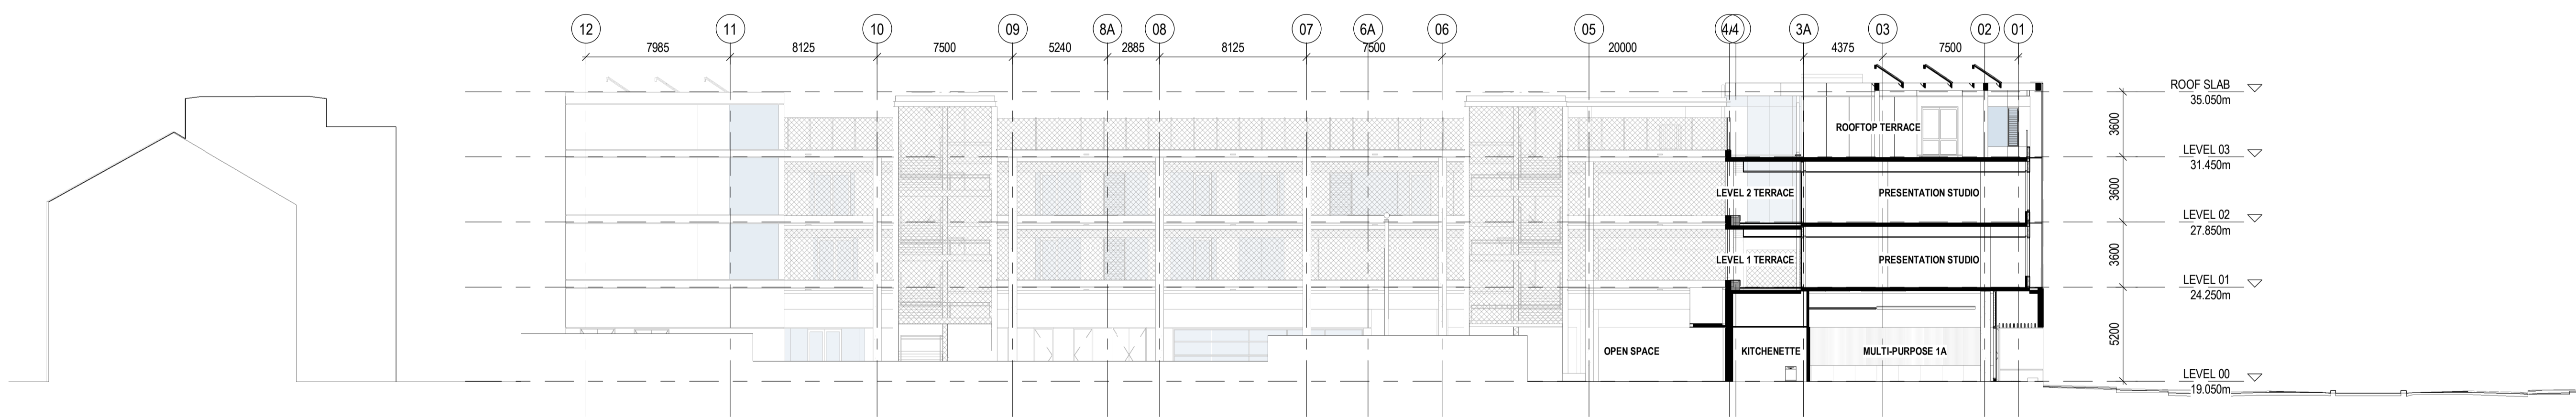 12
11
10
09
8A
08
07
6A
06
05
4A
4
3A
03
02
01
7985
8125
7500
5240
2885
8125
7500
20000
4375
7500
ROOF SLAB
35.050m
3600
ROOFTOP TERRACE
LEVEL 03
31.450m
3600
LEVEL 2 TERRACE
PRESENTATION STUDIO
LEVEL 02
27.850m
3600
LEVEL 1 TERRACE
PRESENTATION STUDIO
LEVEL 01
24.250m
5200
OPEN SPACE
KITCHENETTE
MULTI-PURPOSE 1A
LEVEL 00
19.050m